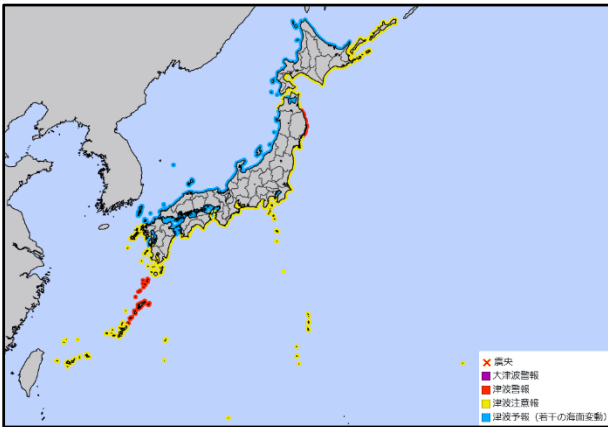 震央
大津波警報
津波警報
津波注意報
津波予報（若干の海面変動）